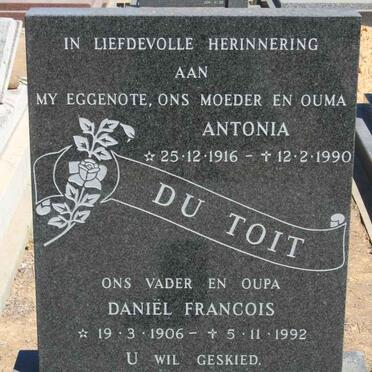 IN LIEFDEVOLLE HERINNERING
AAN
MY EGGENOTE, ONS MOEDER EN OUMA
ANTONIA
☆ 25·12·1916 – ✝ 12·2·1990
DU TOIT
ONS VADER EN OUPA
DANIËL FRANCOIS
☆ 19·3·1906 – ✝ 5·11·1992
U WIL GESKIED.